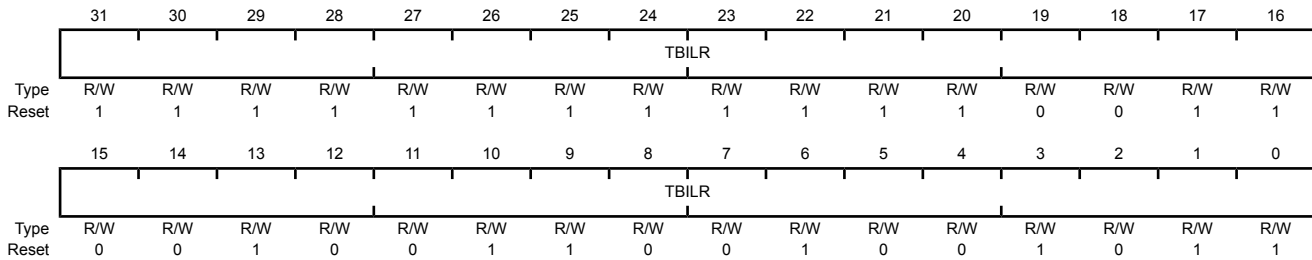 31 30 29 28 27 26 25 24 23 22 21 20 19 18 17 16
TBILR
Type R/W R/W R/W R/W R/W R/W R/W R/W R/W R/W R/W R/W R/W R/W R/W R/W
Reset 1 1 1 1 1 1 1 1 1 1 1 1 0 0 1 1
15 14 13 12 11 10 9 8 7 6 5 4 3 2 1 0
TBILR
Type R/W R/W R/W R/W R/W R/W R/W R/W R/W R/W R/W R/W R/W R/W R/W R/W
Reset 0 0 1 0 0 1 1 0 0 1 0 0 1 0 1 1